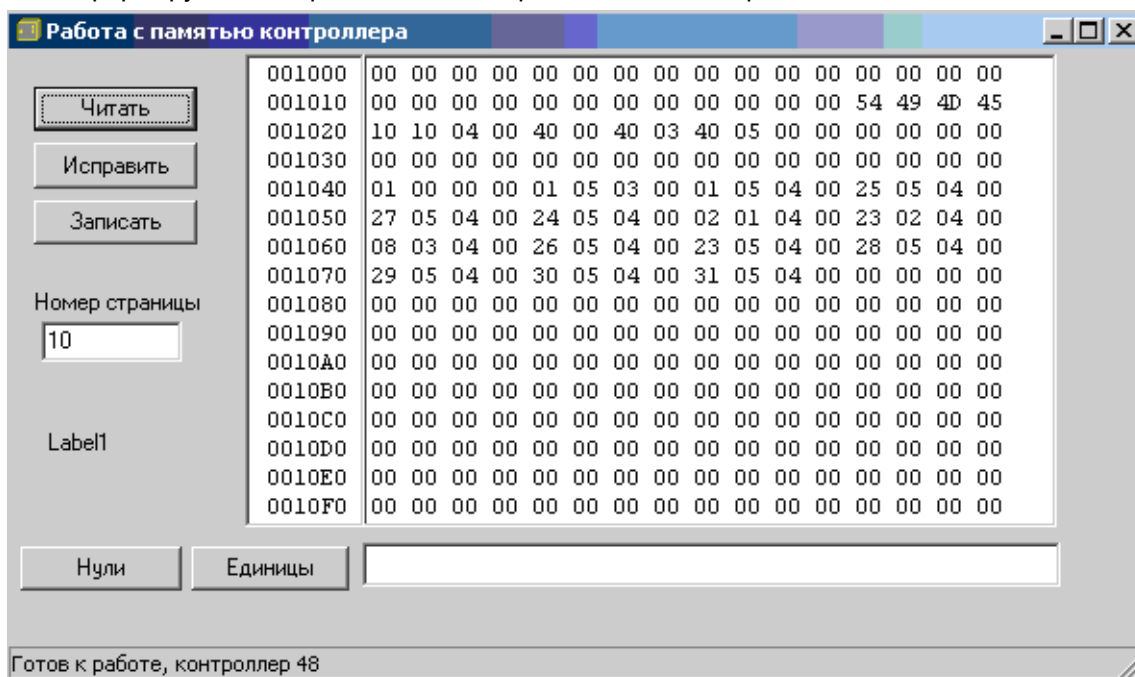 Работа с памятью контроллера
Читать
Исправить
Записать
Номер страницы
10
Label1
001000 00 00 00 00 00 00 00 00 00 00 00 00 00 00 00 00
001010 00 00 00 00 00 00 00 00 00 00 00 00 54 49 4D 45
001020 10 10 04 00 40 00 40 03 40 05 00 00 00 00 00 00
001030 00 00 00 00 00 00 00 00 00 00 00 00 00 00 00 00
001040 01 00 00 00 01 05 03 00 01 05 04 00 25 05 04 00
001050 27 05 04 00 24 05 04 00 02 01 04 00 23 02 04 00
001060 08 03 04 00 26 05 04 00 23 05 04 00 28 05 04 00
001070 29 05 04 00 30 05 04 00 31 05 04 00 00 00 00 00
001080 00 00 00 00 00 00 00 00 00 00 00 00 00 00 00 00
001090 00 00 00 00 00 00 00 00 00 00 00 00 00 00 00 00
0010A0 00 00 00 00 00 00 00 00 00 00 00 00 00 00 00 00
0010B0 00 00 00 00 00 00 00 00 00 00 00 00 00 00 00 00
0010C0 00 00 00 00 00 00 00 00 00 00 00 00 00 00 00 00
0010D0 00 00 00 00 00 00 00 00 00 00 00 00 00 00 00 00
0010E0 00 00 00 00 00 00 00 00 00 00 00 00 00 00 00 00
0010F0 00 00 00 00 00 00 00 00 00 00 00 00 00 00 00 00
Нули
Единицы
Готов к работе, контроллер 48